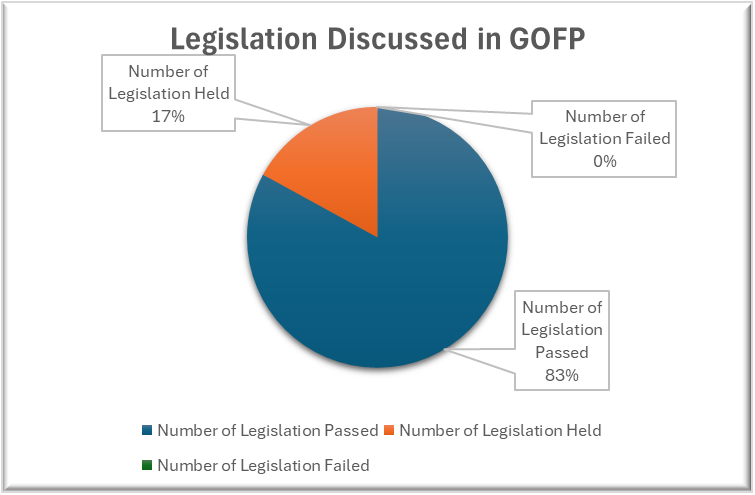 Legislation Discussed in GOFP
Number of
Legislation Held
17%
Number of
Legislation Failed
0%
Number of
Legislation
Passed
83%
Number of Legislation Passed
Number of Legislation Held
Number of Legislation Failed